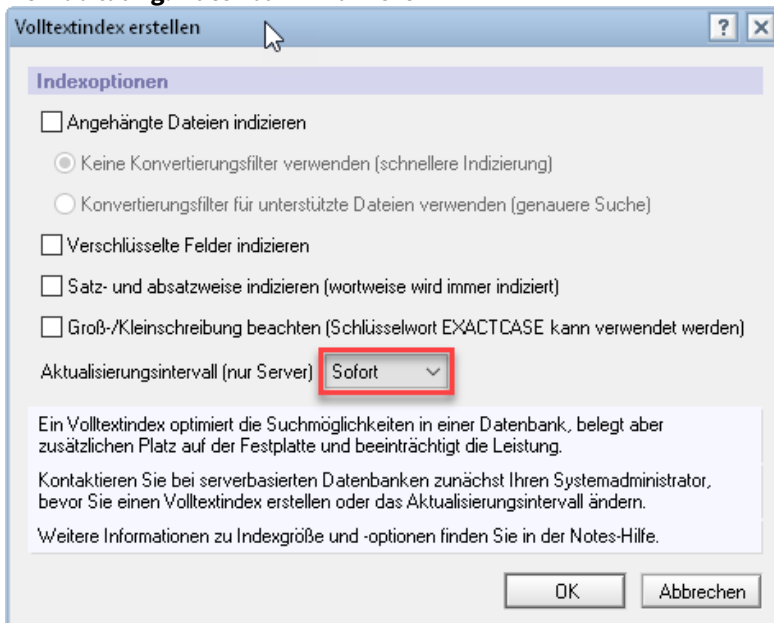 Volltextindex erstellen
Indexoptionen
Angehängte Dateien indizieren
Keine Konvertierungsfilter verwenden (schnellere Indizierung)
Konvertierungsfilter für unterstützte Dateien verwenden (genauere Suche)
Verschlüsselte Felder indizieren
Satz- und absatzweise indizieren (wortweise wird immer indiziert)
Groß-/Kleinschreibung beachten (Schlüsselwort EXACTCASE kann verwendet werden)
Aktualisierungsintervall (nur Server) Sofort
Ein Volltextindex optimiert die Suchmöglichkeiten in einer Datenbank, belegt aber
zusätzlichen Platz auf der Festplatte und beeinträchtigt die Leistung.
Kontaktieren Sie bei serverbasierten Datenbanken zunächst Ihren Systemadministrator,
bevor Sie einen Volltextindex erstellen oder das Aktualisierungsintervall ändern.
Weitere Informationen zu Indexgröße und -optionen finden Sie in der Notes-Hilfe.
OK Abbrechen